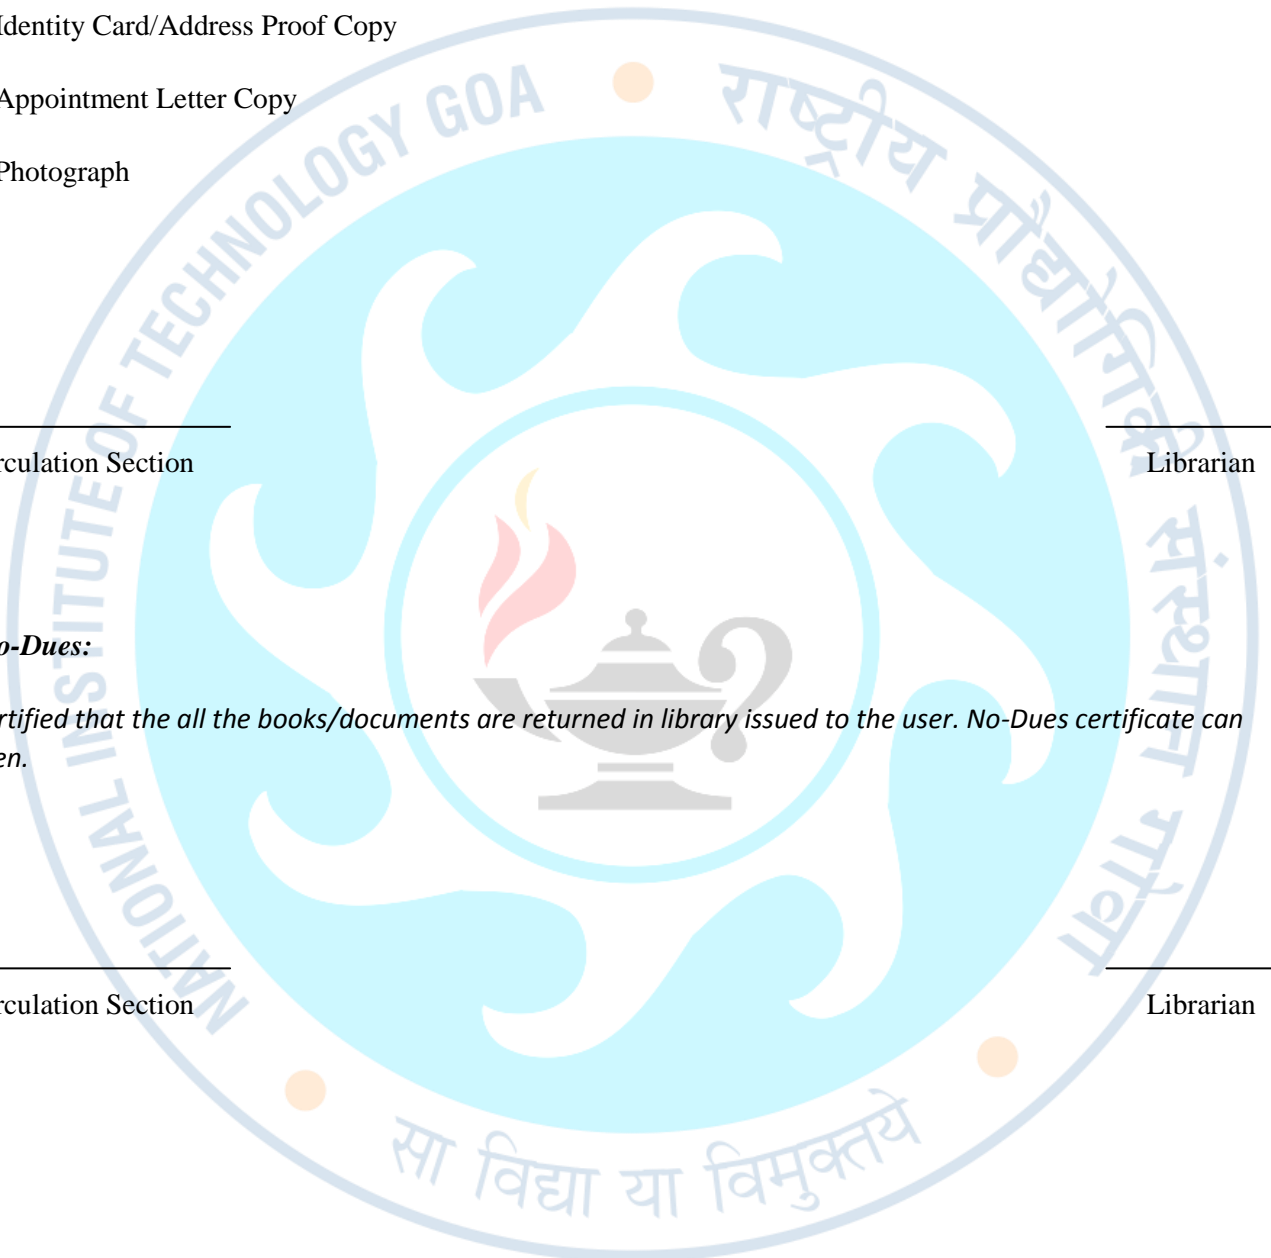 Identity Card/Address Proof Copy
Appointment Letter Copy
Photograph
rculation Section
Librarian
o-Dues:
rtified that the all the books/documents are returned in library issued to the user. No-Dues certificate can
en.
rculation Section
Librarian
NATIONAL INSTITUTE OF TECHNOLOGY GOA
राष्ट्रीय प्रौद्योगिकी संस्थान गोवा
सा विद्या या विमुक्तये